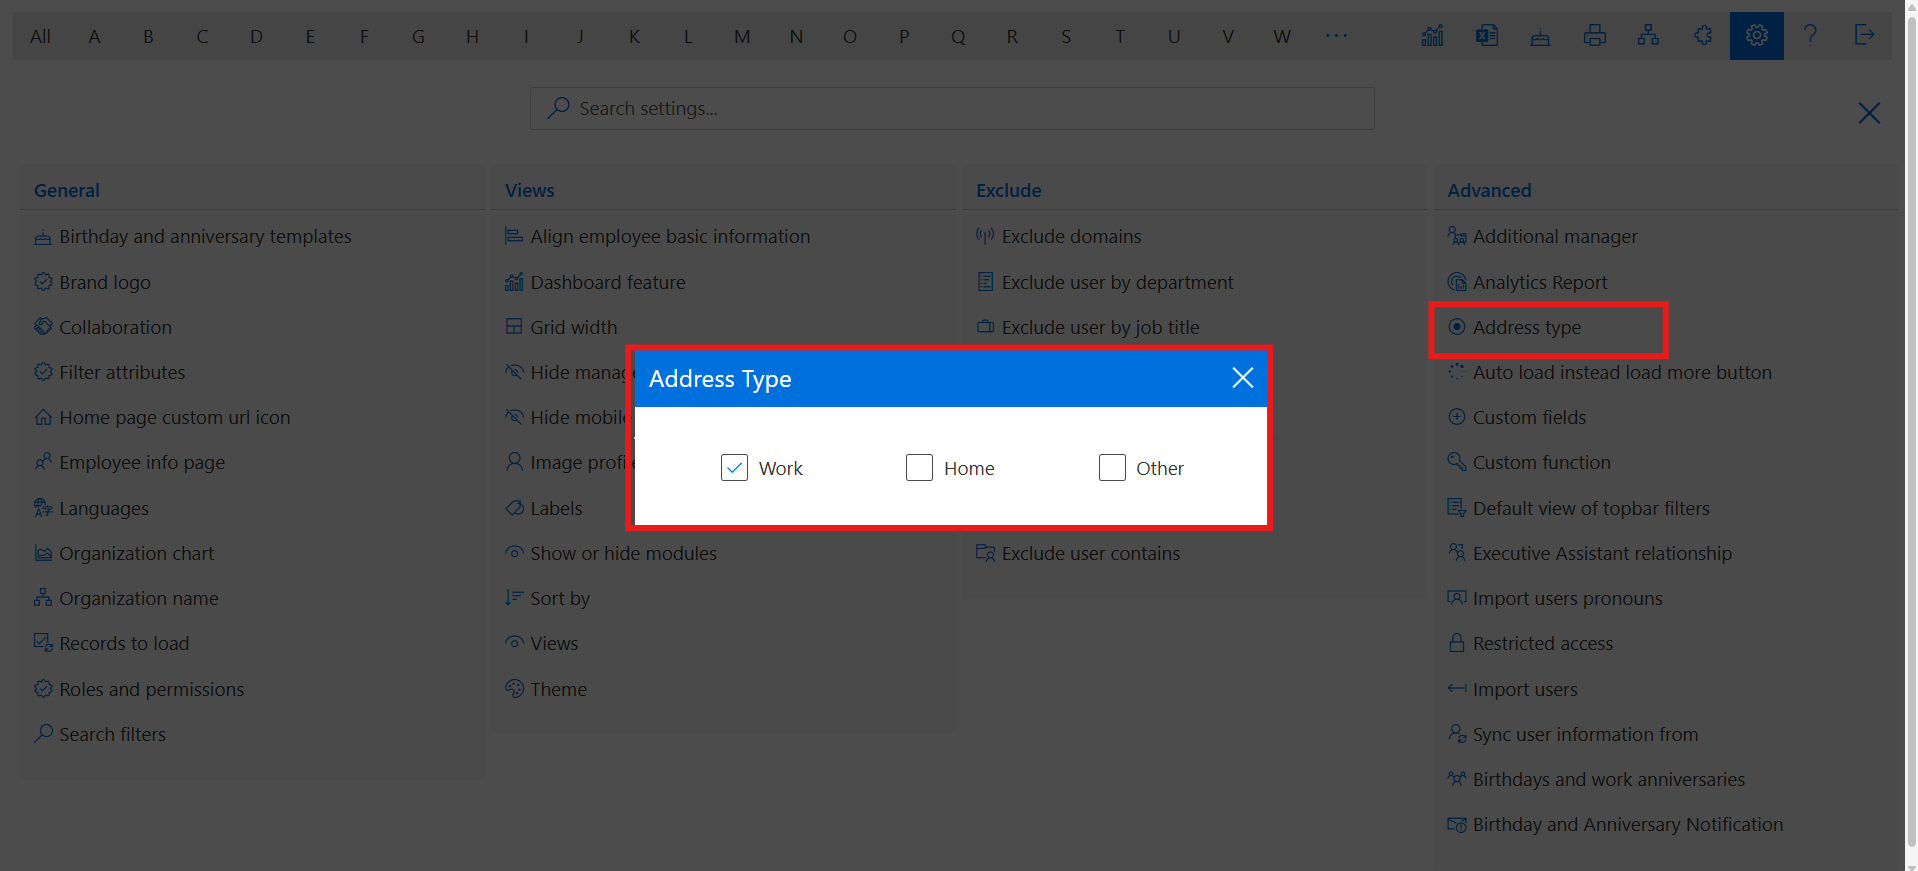 All A B C D E F G H I J K L M N O P Q R S T U V W ...
Search settings...
General
Birthday and anniversary templates
Brand logo
Collaboration
Filter attributes
Home page custom url icon
Employee info page
Languages
Organization chart
Organization name
Records to load
Roles and permissions
Search filters
Views
Align employee basic information
Dashboard feature
Grid width
Hide
Hide
Image
Labels
Show or hide modules
Sort by
Views
Theme
Exclude
Exclude domains
Exclude user by department
Exclude user by job title
Exclude user contains
Advanced
Additional manager
Analytics Report
Address type
Auto load instead load more button
Custom fields
Custom function
Default view of topbar filters
Executive Assistant relationship
Import users pronouns
Restricted access
Import users
Sync user information from
Birthdays and work anniversaries
Birthday and Anniversary Notification
Address Type
Work
Home
Other